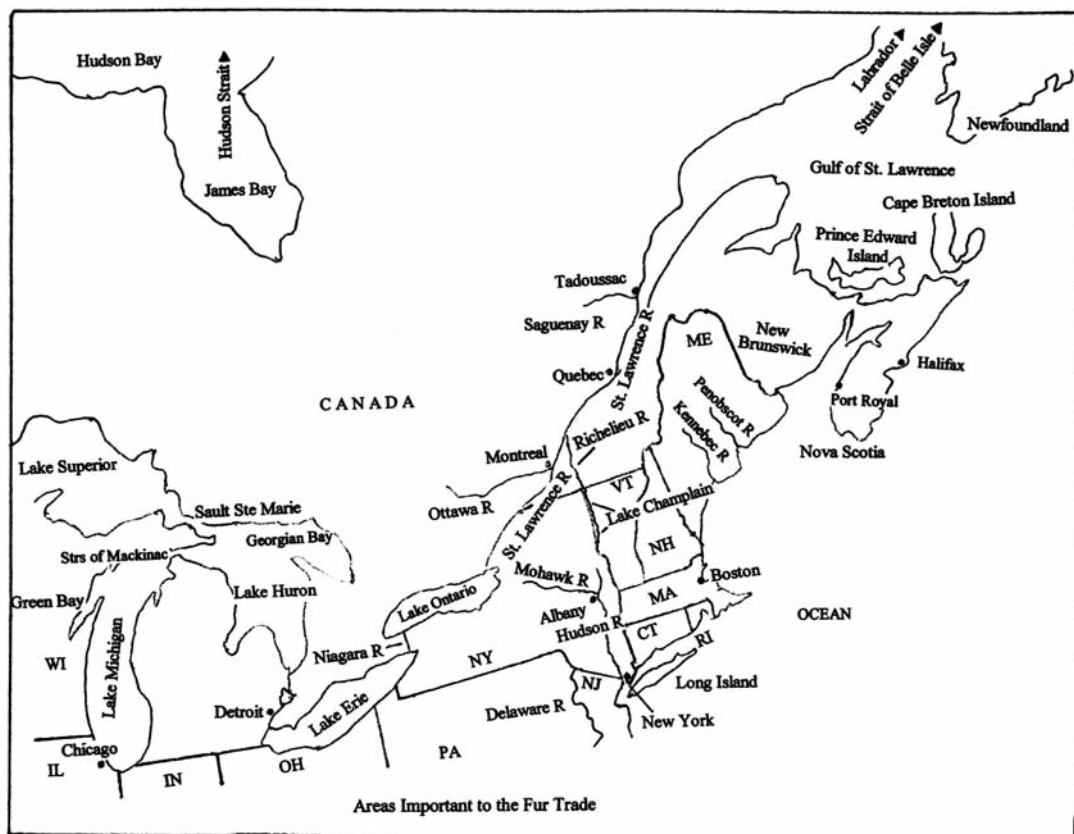 Hudson Bay
Hudson Strait
James Bay
Labrador
Strait of Belle Isle
Newfoundland
Gulf of St. Lawrence
Cape Breton Island
Prince Edward
Island
Tadoussac
Saguenay R
St. Lawrence R
ME
New
Brunswick
Quebec
Halifax
Port Royal
Penobscot R
Kennebec R
Nova Scotia
CANADA
Richelieu R
Montreal
Lake Superior
Ottawa R
St. Lawrence R
VT
Lake Champlain
Sault Ste Marie
Georgian Bay
Strs of Mackinac
NH
Boston
Green Bay
Lake Huron
Mohawk R
Lake Ontario
Albany
MA
OCEAN
Hudson R
CT
RI
WI
Lake Michigan
Niagara R
NY
NJ
Long Island
Detroit
Lake Erie
Delaware R
New York
Chicago
IL
IN
OH
PA
Areas Important to the Fur Trade